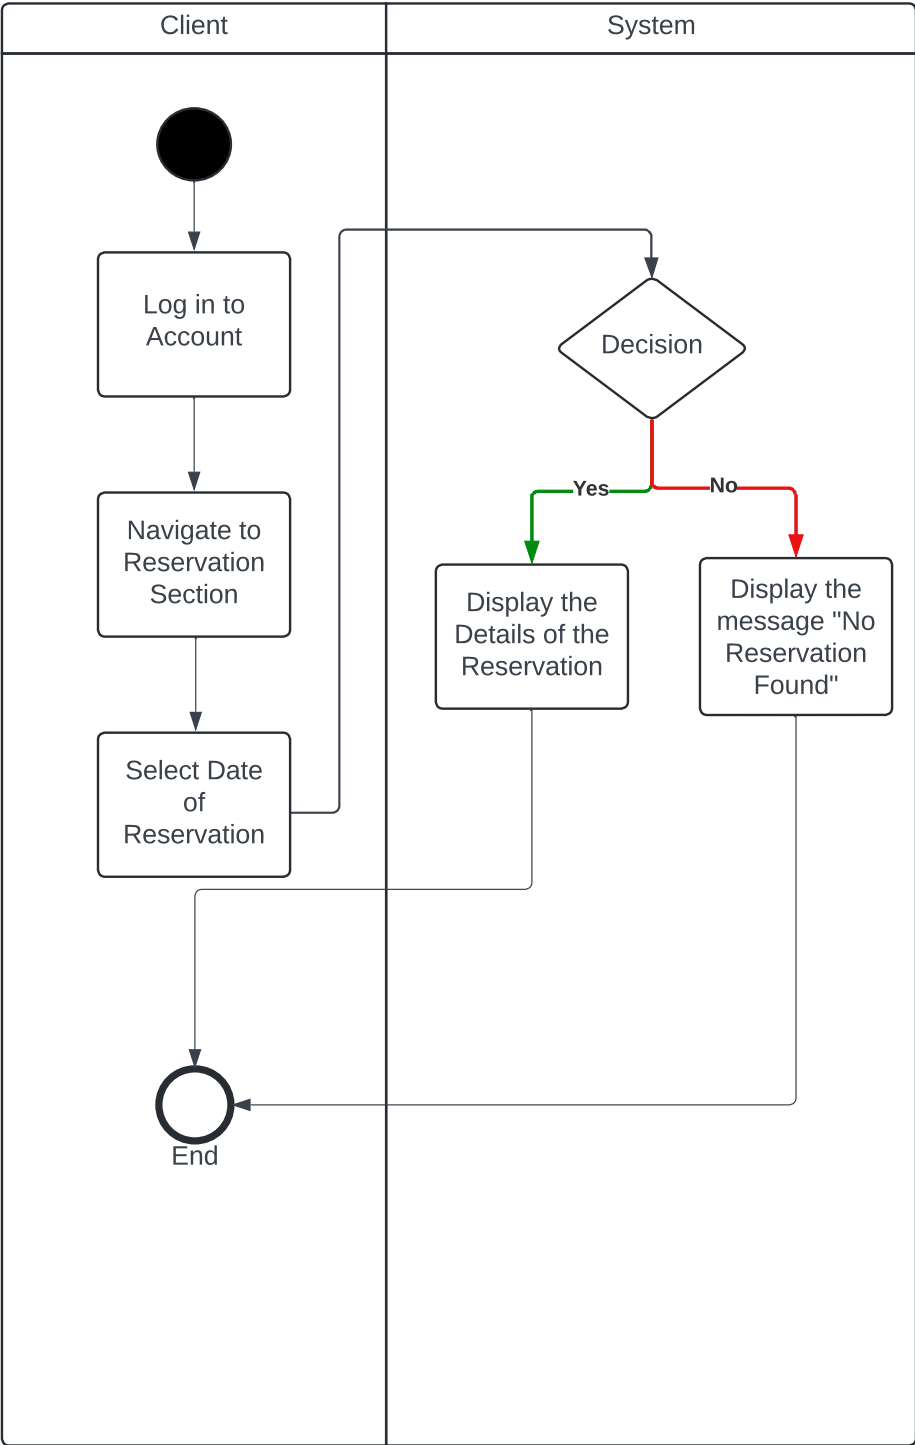 Client
System
Log in to
Account
Navigate to
Reservation
Section
Select Date
of
Reservation
End
Decision
Yes
No
Display the
Details of the
Reservation
Display the
message "No
Reservation
Found"